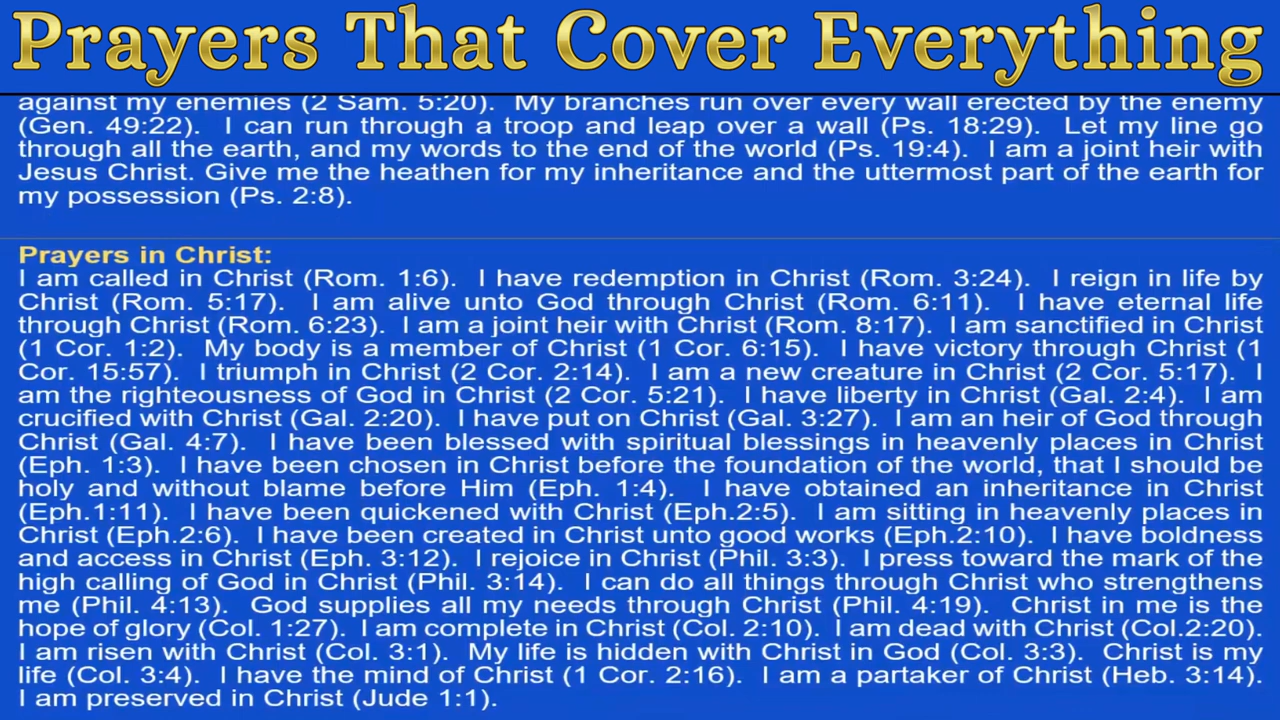 Prayers That Cover Everything
against my enemies (2 Sam. 5:20).  My branches run over every wall erected by the enemy
(Gen. 49:22).  I can run through a troop and leap over a wall (Ps. 18:29).  Let my line go
through all the earth, and my words to the end of the world (Ps. 19:4).  I am a joint heir with
Jesus Christ. Give me the heathen for my inheritance and the uttermost part of the earth for
my possession (Ps. 2:8).
Prayers in Christ:
I am called in Christ (Rom. 1:6).  I have redemption in Christ (Rom. 3:24).  I reign in life by
Christ (Rom. 5:17).  I am alive unto God through Christ (Rom. 6:11).  I have eternal life
through Christ (Rom. 6:23).  I am a joint heir with Christ (Rom. 8:17).  I am sanctified in Christ
(1 Cor. 1:2).  My body is a member of Christ (1 Cor. 6:15).  I have victory through Christ (1
Cor. 15:57).  I triumph in Christ (2 Cor. 2:14).  I am a new creature in Christ (2 Cor. 5:17).  I
am the righteousness of God in Christ (2 Cor. 5:21).  I have liberty in Christ (Gal. 2:4).  I am
crucified with Christ (Gal. 2:20).  I have put on Christ (Gal. 3:27).  I am an heir of God through
Christ (Gal. 4:7).  I have been blessed with spiritual blessings in heavenly places in Christ
(Eph. 1:3).  I have been chosen in Christ before the foundation of the world, that I should be
holy and without blame before Him (Eph. 1:4).  I have obtained an inheritance in Christ
(Eph.1:11).  I have been quickened with Christ (Eph.2:5).  I am sitting in heavenly places in
Christ (Eph.2:6).  I have been created in Christ unto good works (Eph.2:10).  I have boldness
and access in Christ (Eph. 3:12).  I rejoice in Christ (Phil. 3:3).  I press toward the mark of the
high calling of God in Christ (Phil. 3:14).  I can do all things through Christ who strengthens
me (Phil. 4:13).  God supplies all my needs through Christ (Phil. 4:19).  Christ in me is the
hope of glory (Col. 1:27).  I am complete in Christ (Col. 2:10).  I am dead with Christ (Col.2:20).
I am risen with Christ (Col. 3:1).  My life is hidden with Christ in God (Col. 3:3).  Christ is my
life (Col. 3:4).  I have the mind of Christ (1 Cor. 2:16).  I am a partaker of Christ (Heb. 3:14).
I am preserved in Christ (Jude 1:1).